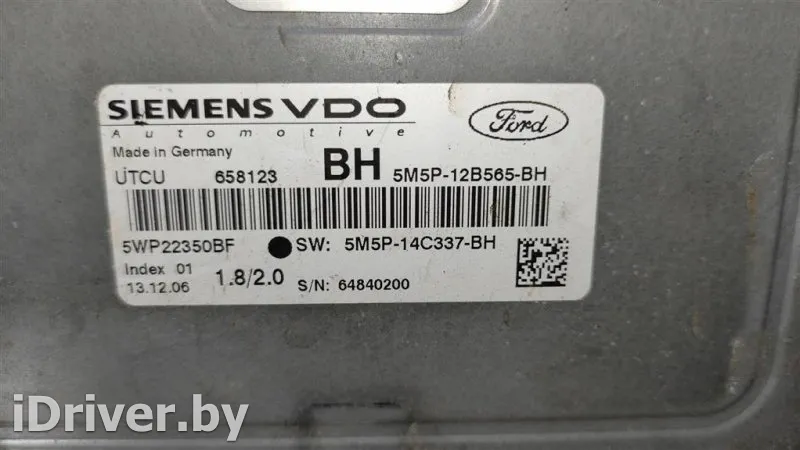 SIEMENS VDO
Automotive
Ford
Made in Germany
BH
UTCU 658123 5M5P-12B565-BH
5WP22350BF SW: 5M5P-14C337-BH
Index 01
13.12.06 1.8/2.0 S/N: 64840200
iDriver.by